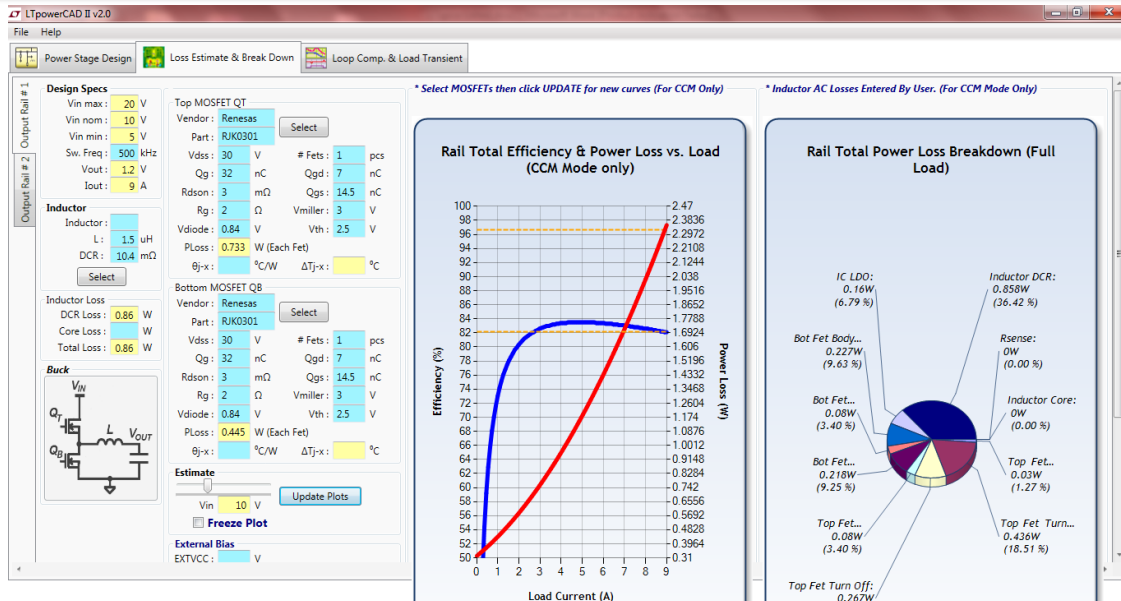 LTpowerCAD II v2.0
File Help
Power Stage Design
Loss Estimate & Break Down
Loop Comp. & Load Transient
Output Rail # 1
Output Rail # 2
Design Specs
Vin max : 20 V
Vin nom : 10 V
Vin min : 5 V
Sw. Freq : 500 kHz
Vout : 1.2 V
Iout : 9 A
Inductor
Inductor :
L : 1.5 uH
DCR : 10.4 mΩ
Select
Inductor Loss
DCR Loss : 0.86 W
Core Loss : W
Total Loss : 0.86 W
Buck
VIN
QT
L
VOUT
QB
Top MOSFET QT
Vendor : Renesas
Part : RJK0301
Select
Vdss : 30 V # Fets : 1 pcs
Qg : 32 nC Qgd : 7 nC
Rdson : 3 mΩ Qgs : 14.5 nC
Rg : 2 Ω Vmiller : 3 V
Vdiode : 0.84 V Vth : 2.5 V
PLoss : 0.733 W (Each Fet)
θj-x : ⁰C/W ΔTj-x : ⁰C
Bottom MOSFET QB
Vendor : Renesas
Part : RJK0301
Select
Vdss : 30 V # Fets : 1 pcs
Qg : 32 nC Qgd : 7 nC
Rdson : 3 mΩ Qgs : 14.5 nC
Rg : 2 Ω Vmiller : 3 V
Vdiode : 0.84 V Vth : 2.5 V
PLoss : 0.445 W (Each Fet)
θj-x : ⁰C/W ΔTj-x : ⁰C
Estimate
Vin 10 V
Update Plots
Freeze Plot
External Bias
EXTVCC : V
* Select MOSFETs then click UPDATE for new curves (For CCM Only)
Rail Total Efficiency & Power Loss vs. Load
(CCM Mode only)
100 2.47
98 2.3836
96 2.2972
94 2.2108
92 2.1244
90 2.038
88 1.9516
86 1.8652
84 1.7788
82 1.6924
80 1.606
78 1.5196
76 1.4332
74 1.3468
72 1.2604
70 1.174
68 1.0876
66 1.0012
64 0.9148
62 0.8284
60 0.742
58 0.6556
56 0.5692
54 0.4828
52 0.3964
50 0.31
Efficiency (%)
Power Loss (W)
0 1 2 3 4 5 6 7 8 9
Load Current (A)
* Inductor AC Losses Entered By User. (For CCM Mode Only)
Rail Total Power Loss Breakdown (Full
Load)
IC LDO:
0.16W
(6.79 %)
Inductor DCR:
0.858W
(36.42 %)
Bot Fet Body...
0.227W
(9.63 %)
Rsense:
0W
(0.00 %)
Bot Fet...
0.08W
(3.40 %)
Inductor Core:
0W
(0.00 %)
Bot Fet...
0.218W
(9.25 %)
Top Fet...
0.03W
(1.27 %)
Top Fet...
0.08W
(3.40 %)
Top Fet Turn...
0.436W
(18.51 %)
Top Fet Turn Off:
0.267W